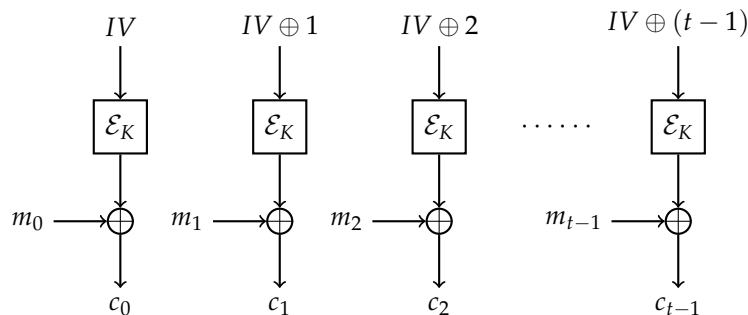 IV IV ⊕ 1 IV ⊕ 2 IV ⊕ (t − 1)
ℰ_K ℰ_K ℰ_K ...... ℰ_K
m_0 m_1 m_2 m_{t−1}
c_0 c_1 c_2 c_{t−1}